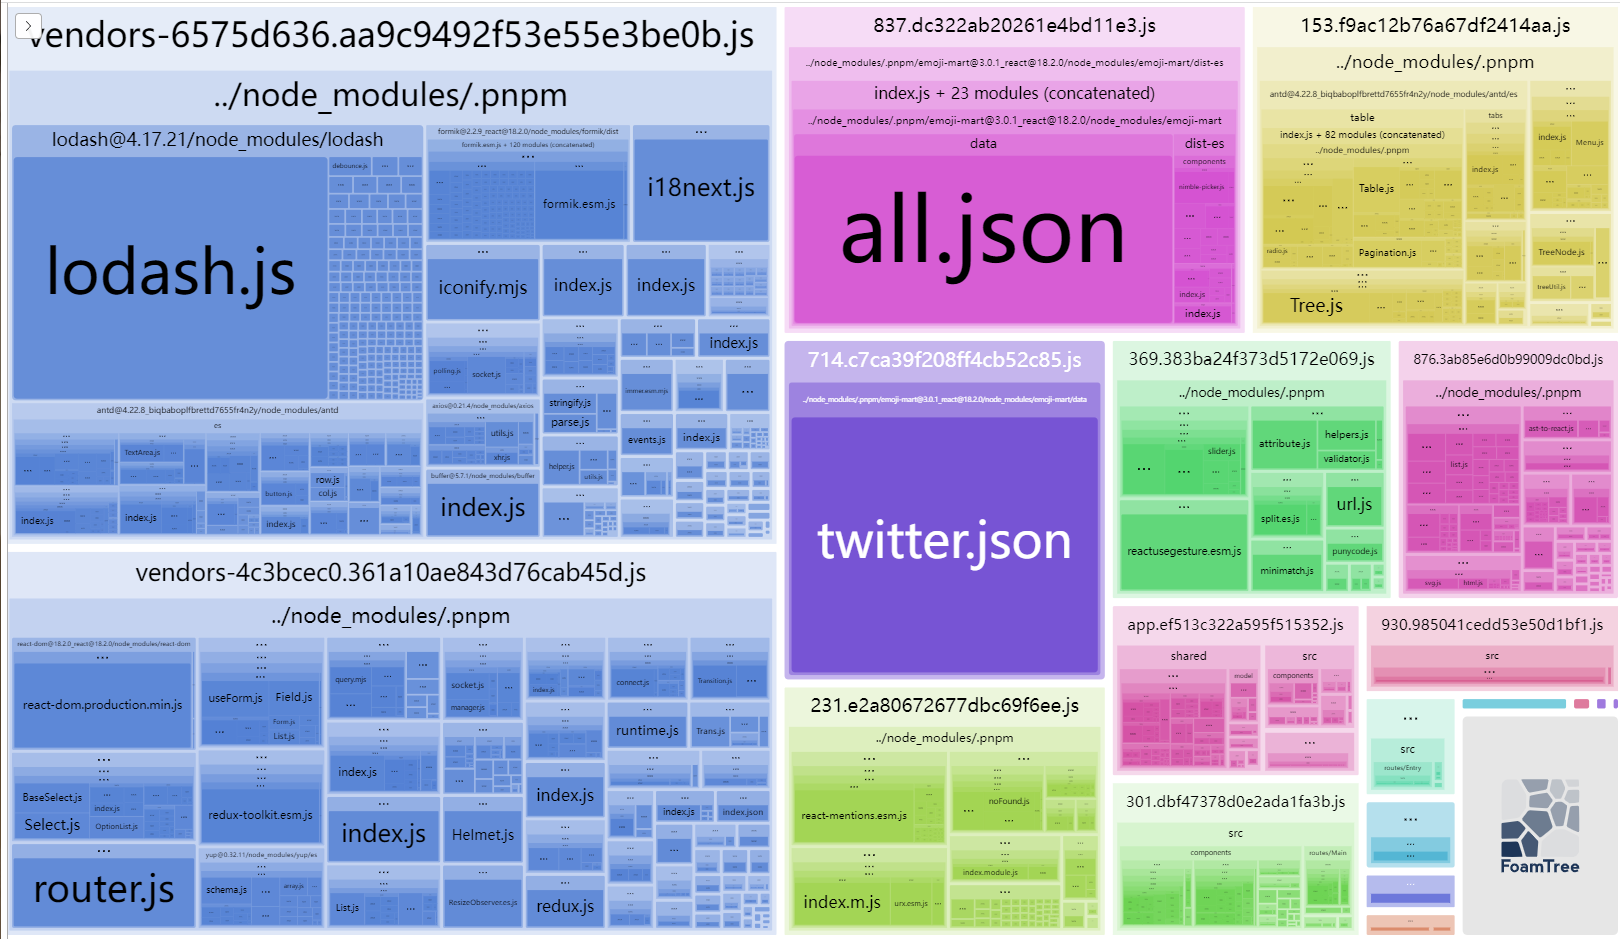 vendors-6575d636.aa9c9492f53e55e3be0b.js
../node_modules/.pnpm
lodash@4.17.21/node_modules/lodash
lodash.js
debounce.js
formik@2.2.9_react@18.2.0/node_modules/formik/dist
formik.esm.js + 120 modules (concatenated)
formik.esm.js
i18next.js
iconify.mjs
index.js
index.js
polling.js
socket.js
index.js
immer.esm.mjs
stringify.js
parse.js
axios@0.21.4/node_modules/axios
utils.js
xhr.js
events.js
index.js
helper.js
utils.js
buffer@5.7.1/node_modules/buffer
index.js
antd@4.22.8_biqbaboplfbrettd7655fr4n2y/node_modules/antd
es
TextArea.js
button.js
row.js
col.js
index.js
index.js
index.js
vendors-4c3bcec0.361a10ae843d76cab45d.js
../node_modules/.pnpm
react-dom@18.2.0_react@18.2.0/node_modules/react-dom
react-dom.production.min.js
useForm.js
Field.js
Form.js
List.js
query.mjs
socket.js
manager.js
index.js
connect.js
Transition.js
runtime.js
Trans.js
BaseSelect.js
index.js
Select.js
OptionList.js
redux-toolkit.esm.js
index.js
index.js
Helmet.js
index.js
index.js
index.json
router.js
yup@0.32.11/node_modules/yup/es
schema.js
array.js
List.js
ResizeObserver.es.js
redux.js
837.dc322ab20261e4bd11e3.js
../node_modules/.pnpm/emoji-mart@3.0.1_react@18.2.0/node_modules/emoji-mart/dist-es
index.js + 23 modules (concatenated)
../node_modules/.pnpm/emoji-mart@3.0.1_react@18.2.0/node_modules/emoji-mart
data
all.json
dist-es
components
nimble-picker.js
index.js
index.js
153.f9ac12b76a67df2414aa.js
../node_modules/.pnpm
antd@4.22.8_biqbaboplfbrettd7655fr4n2y/node_modules/antd/es
table
index.js + 82 modules (concatenated)
../node_modules/.pnpm
Table.js
radio.js
Pagination.js
Tree.js
tabs
index.js
index.js
Menu.js
TreeNode.js
treeUtil.js
714.c7ca39f208ff4cb52c85.js
../node_modules/.pnpm/emoji-mart@3.0.1_react@18.2.0/node_modules/emoji-mart/data
twitter.json
369.383ba24f373d5172e069.js
../node_modules/.pnpm
slider.js
attribute.js
helpers.js
validator.js
reactusegesture.esm.js
split.es.js
url.js
minimatch.js
punycode.js
876.3ab85e6d0b99009dc0bd.js
../node_modules/.pnpm
list.js
ast-to-react.js
svg.js
html.js
231.e2a80672677dbc69f6ee.js
../node_modules/.pnpm
react-mentions.esm.js
noFound.js
index.m.js
urx.esm.js
index.module.js
app.ef513c322a595f515352.js
shared
model
src
components
930.985041cedd53e50d1bf1.js
src
301.dbf47378d0e2ada1fa3b.js
src
components
routes/Main
src
routes/Entry
FoamTree